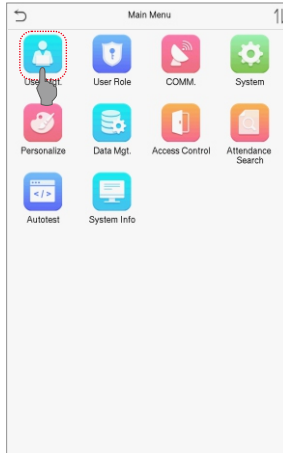 Main Menu
User Mgt.
User Role
COMM.
System
Personalize
Data Mgt.
Access Control
Attendance
Search
</>
Autotest
System Info